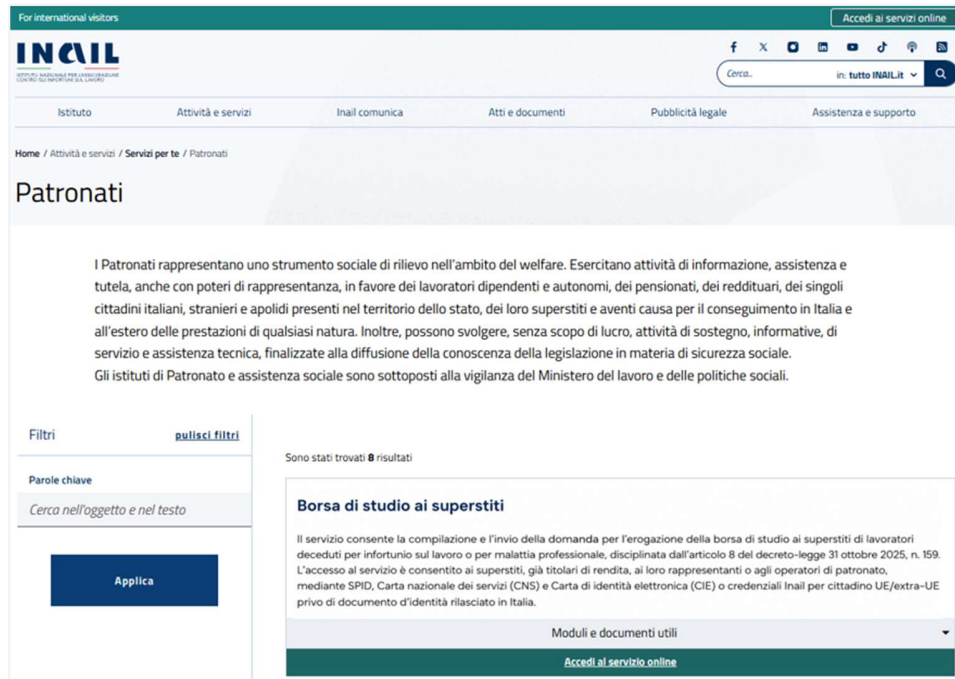 For international visitors
Accedi ai servizi online
INAIL
ISTITUTO NAZIONALE PER L'ASSICURAZIONE
CONTRO GLI INFORTUNI SUL LAVORO
Cerca..
in: tutto INAIL.it
Istituto
Attività e servizi
Inail comunica
Atti e documenti
Pubblicità legale
Assistenza e supporto
Home / Attività e servizi / Servizi per te / Patronati
Patronati
I Patronati rappresentano uno strumento sociale di rilievo nell'ambito del welfare. Esercitano attività di informazione, assistenza e
tutela, anche con poteri di rappresentanza, in favore dei lavoratori dipendenti e autonomi, dei pensionati, dei reddituari, dei singoli
cittadini italiani, stranieri e apolidi presenti nel territorio dello stato, dei loro superstiti e aventi causa per il conseguimento in Italia e
all'estero delle prestazioni di qualsiasi natura. Inoltre, possono svolgere, senza scopo di lucro, attività di sostegno, informative, di
servizio e assistenza tecnica, finalizzate alla diffusione della conoscenza della legislazione in materia di sicurezza sociale.
Gli istituti di Patronato e assistenza sociale sono sottoposti alla vigilanza del Ministero del lavoro e delle politiche sociali.
Filtri
pulisci filtri
Parole chiave
Cerca nell'oggetto e nel testo
Applica
Sono stati trovati 8 risultati
Borsa di studio ai superstiti
Il servizio consente la compilazione e l'invio della domanda per l'erogazione della borsa di studio ai superstiti di lavoratori
deceduti per infortunio sul lavoro o per malattia professionale, disciplinata dall'articolo 8 del decreto-legge 31 ottobre 2025, n. 159.
L'accesso al servizio è consentito ai superstiti, già titolari di rendita, ai loro rappresentanti o agli operatori di patronato,
mediante SPID, Carta nazionale dei servizi (CNS) e Carta di identità elettronica (CIE) o credenziali Inail per cittadino UE/extra-UE
privo di documento d'identità rilasciato in Italia.
Moduli e documenti utili
Accedi al servizio online